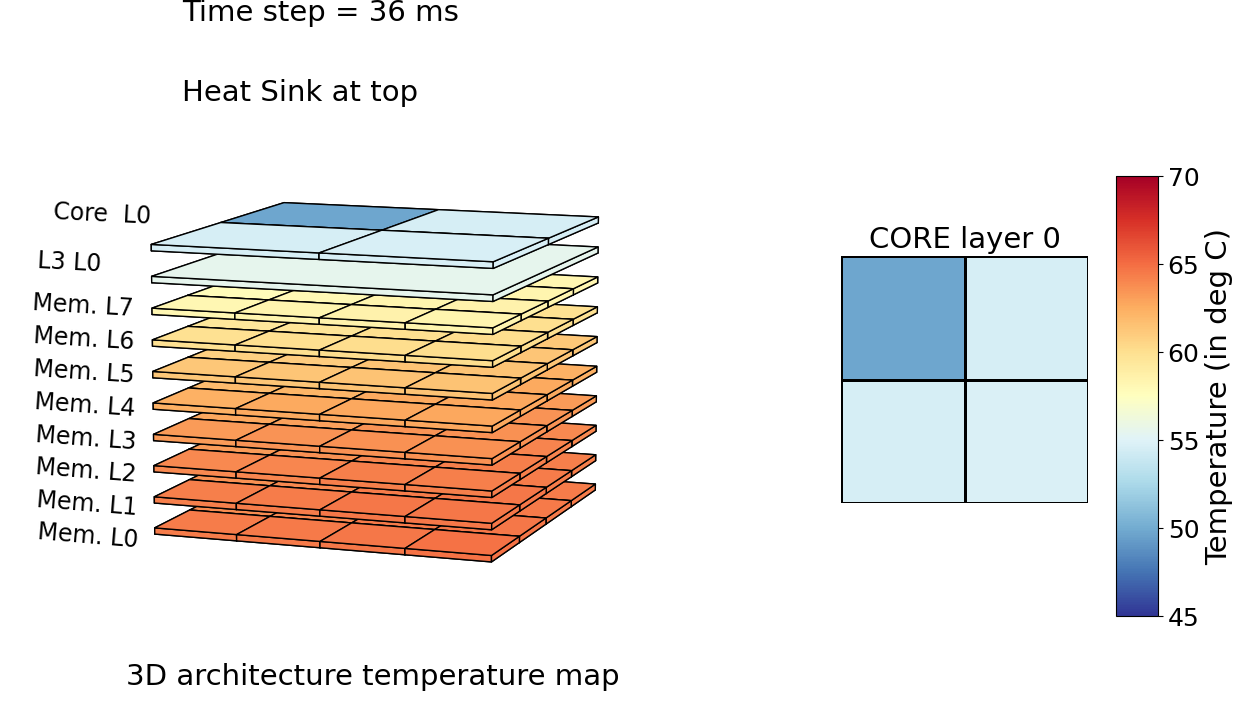 Time step = 36 ms
Heat Sink at top
Core  L0
L3 L0
Mem. L7
Mem. L6
Mem. L5
Mem. L4
Mem. L3
Mem. L2
Mem. L1
Mem. L0
3D architecture temperature map
CORE layer 0
70
65
60
55
50
45
Temperature (in deg C)